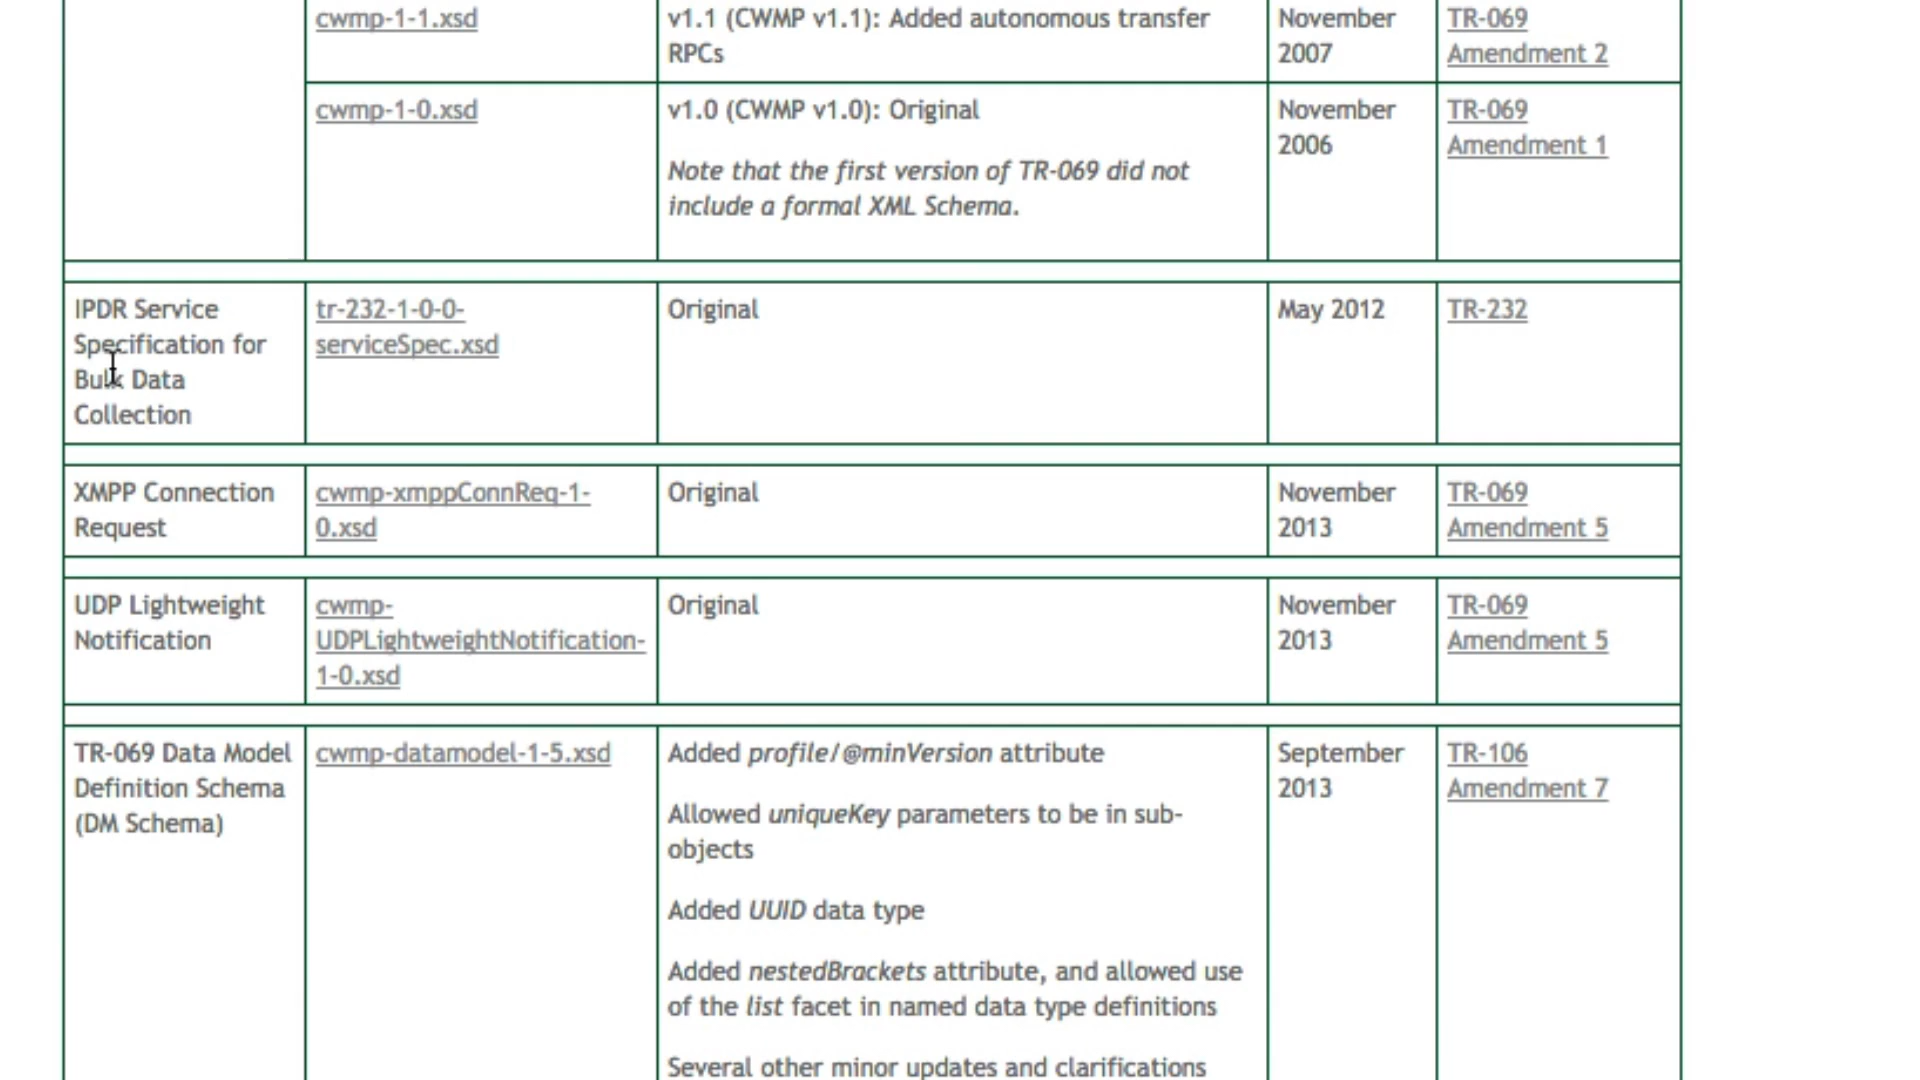 cwmp-1-1.xsd
v1.1 (CWMP v1.1): Added autonomous transfer
RPCs
November
2007
TR-069
Amendment 2
cwmp-1-0.xsd
v1.0 (CWMP v1.0): Original
Note that the first version of TR-069 did not
include a formal XML Schema.
November
2006
TR-069
Amendment 1
IPDR Service
Specification for
Bulk Data
Collection
tr-232-1-0-0-
serviceSpec.xsd
Original
May 2012
TR-232
XMPP Connection
Request
cwmp-xmppConnReq-1-
0.xsd
Original
November
2013
TR-069
Amendment 5
UDP Lightweight
Notification
cwmp-
UDPLightweightNotification-
1-0.xsd
Original
November
2013
TR-069
Amendment 5
TR-069 Data Model
Definition Schema
(DM Schema)
cwmp-datamodel-1-5.xsd
Added profile/@minVersion attribute
Allowed uniqueKey parameters to be in sub-
objects
Added UUID data type
Added nestedBrackets attribute, and allowed use
of the list facet in named data type definitions
Several other minor updates and clarifications
September
2013
TR-106
Amendment 7